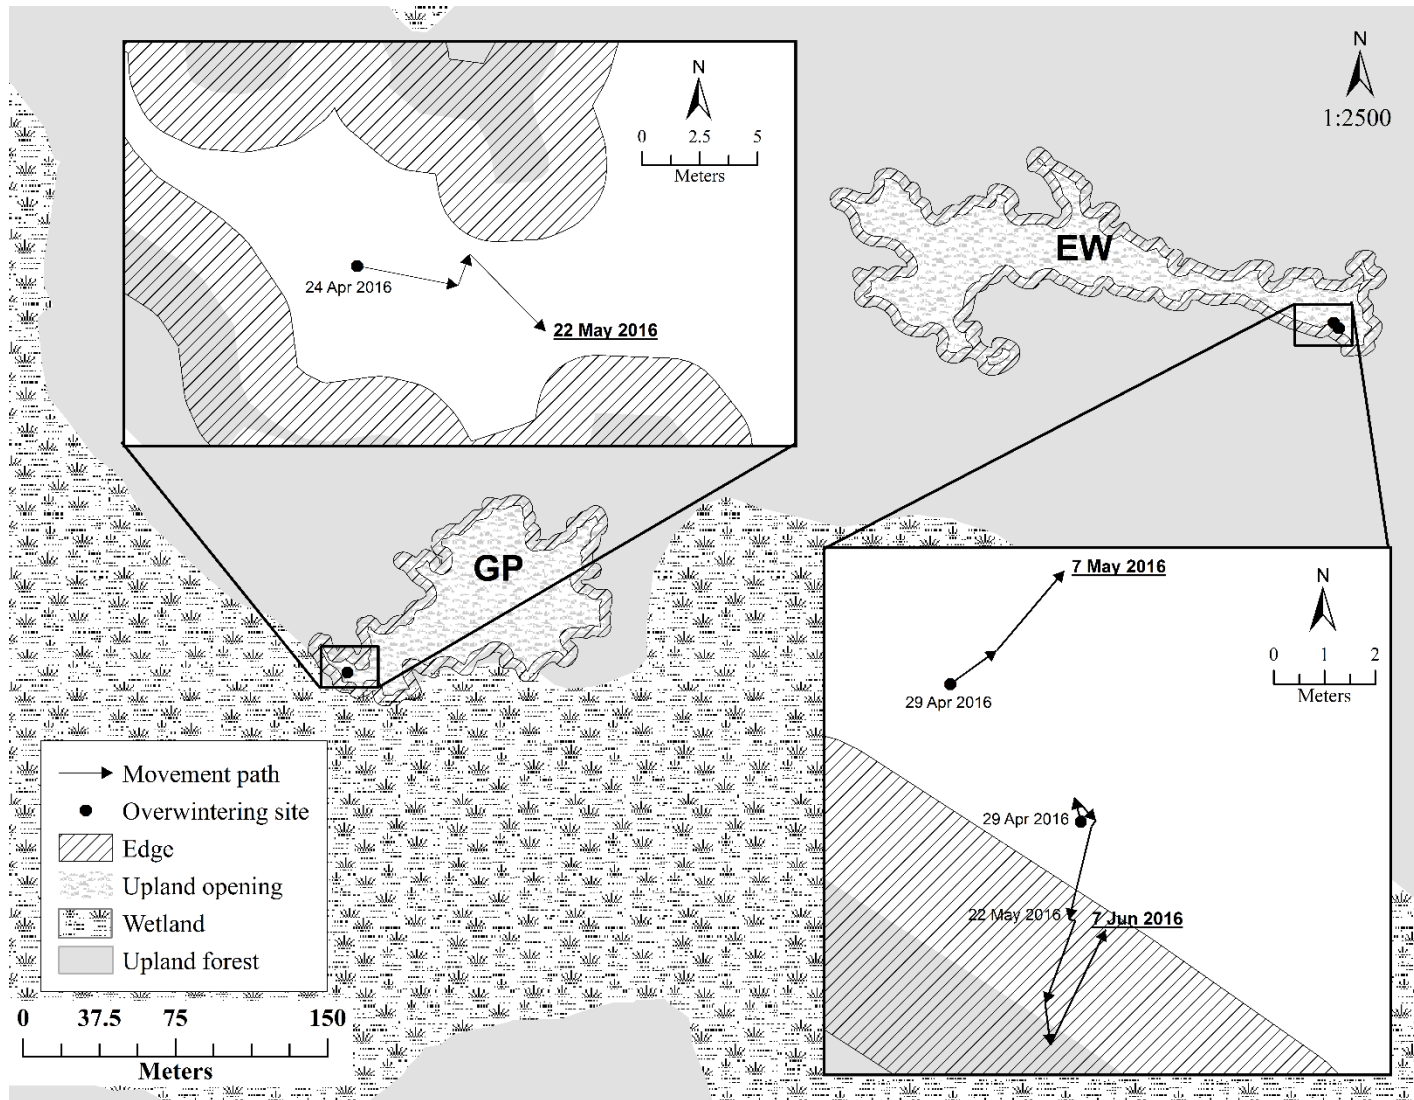 N
1:2500
N
0 2.5 5
Meters
24 Apr 2016
22 May 2016
EW
GP
7 May 2016
N
0 1 2
Meters
29 Apr 2016
29 Apr 2016
22 May 2016
7 Jun 2016
Movement path
Overwintering site
Edge
Upland opening
Wetland
Upland forest
0 37.5 75 150
Meters